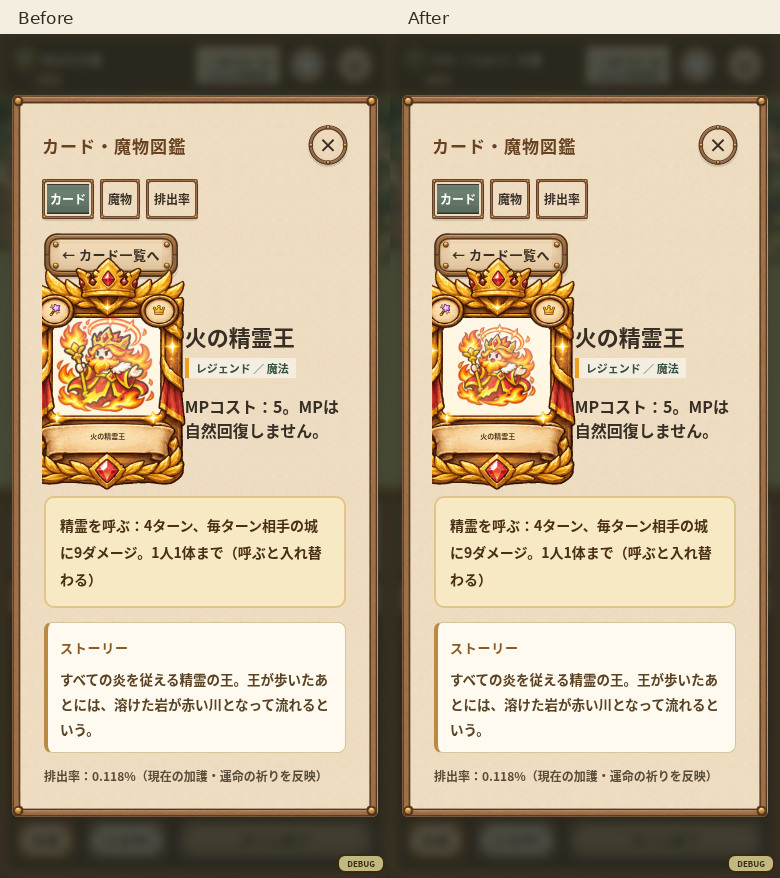 Before
カード・魔物図鑑
カード
魔物
排出率
← カード一覧へ
火の精霊王
レジェンド ／ 魔法
MPコスト：5。MPは
自然回復しません。
火の精霊王
精霊を呼ぶ：4ターン、毎ターン相手の城
に9ダメージ。1人1体まで（呼ぶと入れ替
わる）
ストーリー
すべての炎を従える精霊の王。王が歩いたあ
とには、溶けた岩が赤い川となって流れると
いう。
排出率：0.118%（現在の加護・運命の祈りを反映）
DEBUG
After
カード・魔物図鑑
カード
魔物
排出率
← カード一覧へ
火の精霊王
レジェンド ／ 魔法
MPコスト：5。MPは
自然回復しません。
火の精霊王
精霊を呼ぶ：4ターン、毎ターン相手の城
に9ダメージ。1人1体まで（呼ぶと入れ替
わる）
ストーリー
すべての炎を従える精霊の王。王が歩いたあ
とには、溶けた岩が赤い川となって流れると
いう。
排出率：0.118%（現在の加護・運命の祈りを反映）
DEBUG